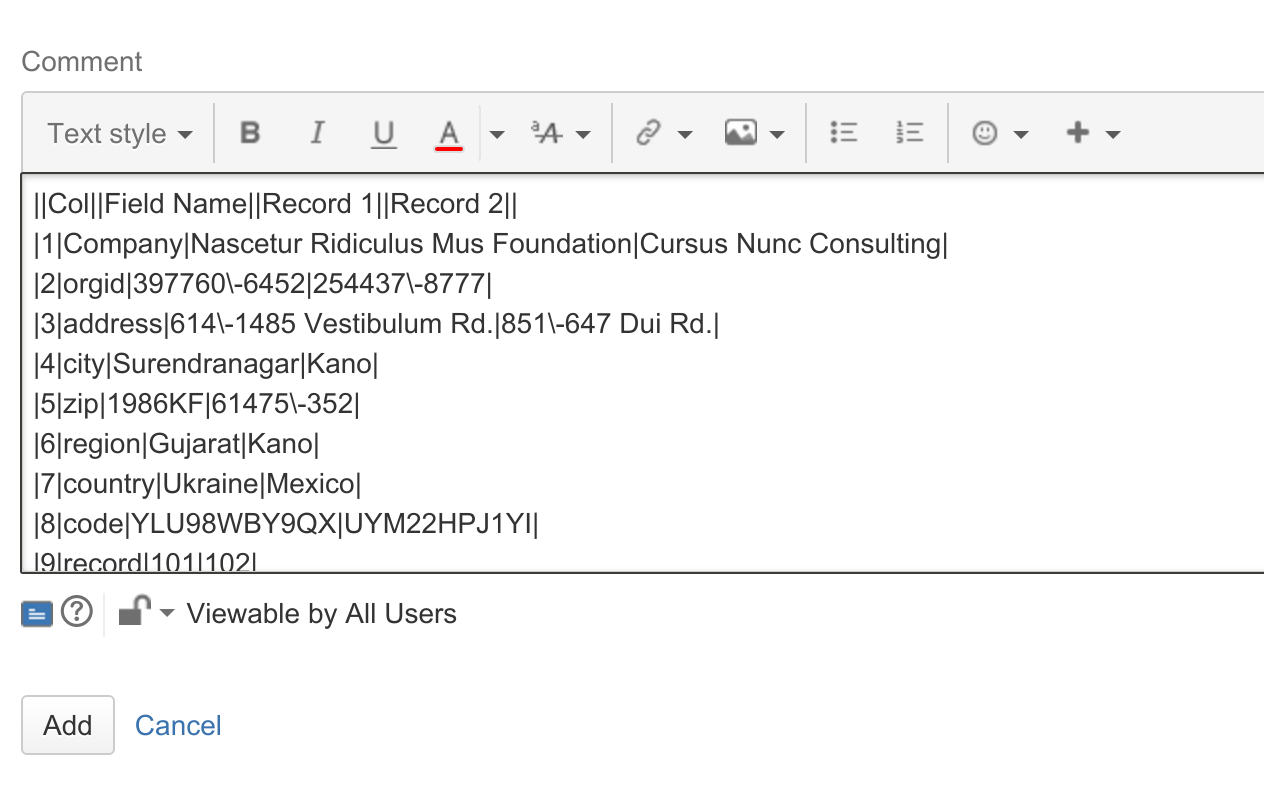 Comment
Text style B I U A ªA
||Col||Field Name||Record 1||Record 2||
|1|Company|Nascetur Ridiculus Mus Foundation|Cursus Nunc Consulting|
|2|orgid|397760\-6452|254437\-8777|
|3|address|614\-1485 Vestibulum Rd.|851\-647 Dui Rd.|
|4|city|Surendranagar|Kano|
|5|zip|1986KF|61475\-352|
|6|region|Gujarat|Kano|
|7|country|Ukraine|Mexico|
|8|code|YLU98WBY9QX|UYM22HPJ1YI|
|9|record|101|102|
Viewable by All Users
Add Cancel